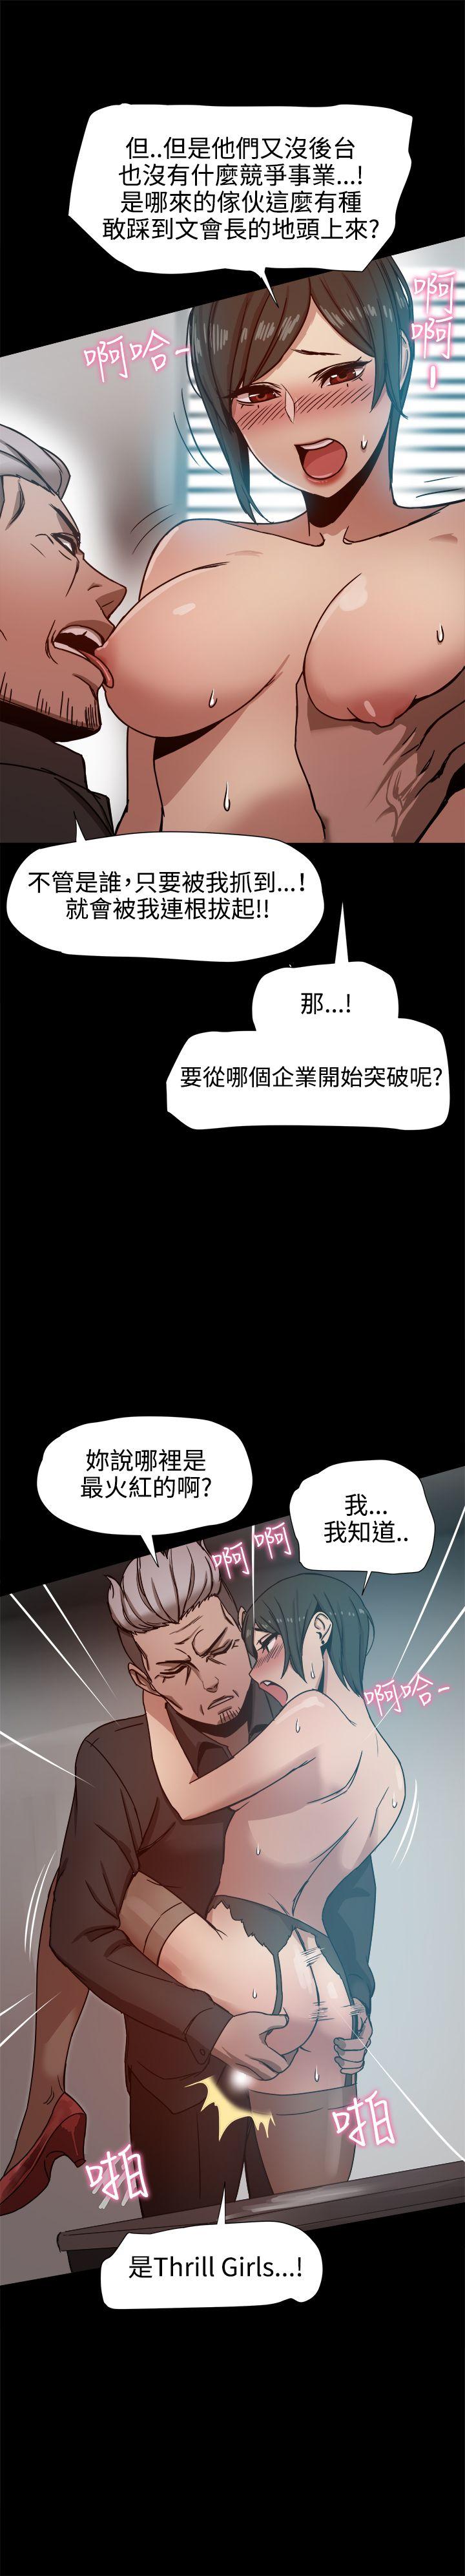 但..但是他們又沒後台
也沒有什麼競爭事業...!
是哪來的傢伙這麼有種
敢踩到文會長的地頭上來?
啊哈-
啊
啊
!
不管是誰,只要被我抓到...!
就會被我連根拔起!!
那...!
要從哪個企業開始突破呢?
妳說哪裡是
最火紅的啊?
我...
我知道..
啊啊
啊哈-
啪
啪
是Thrill Girls...!